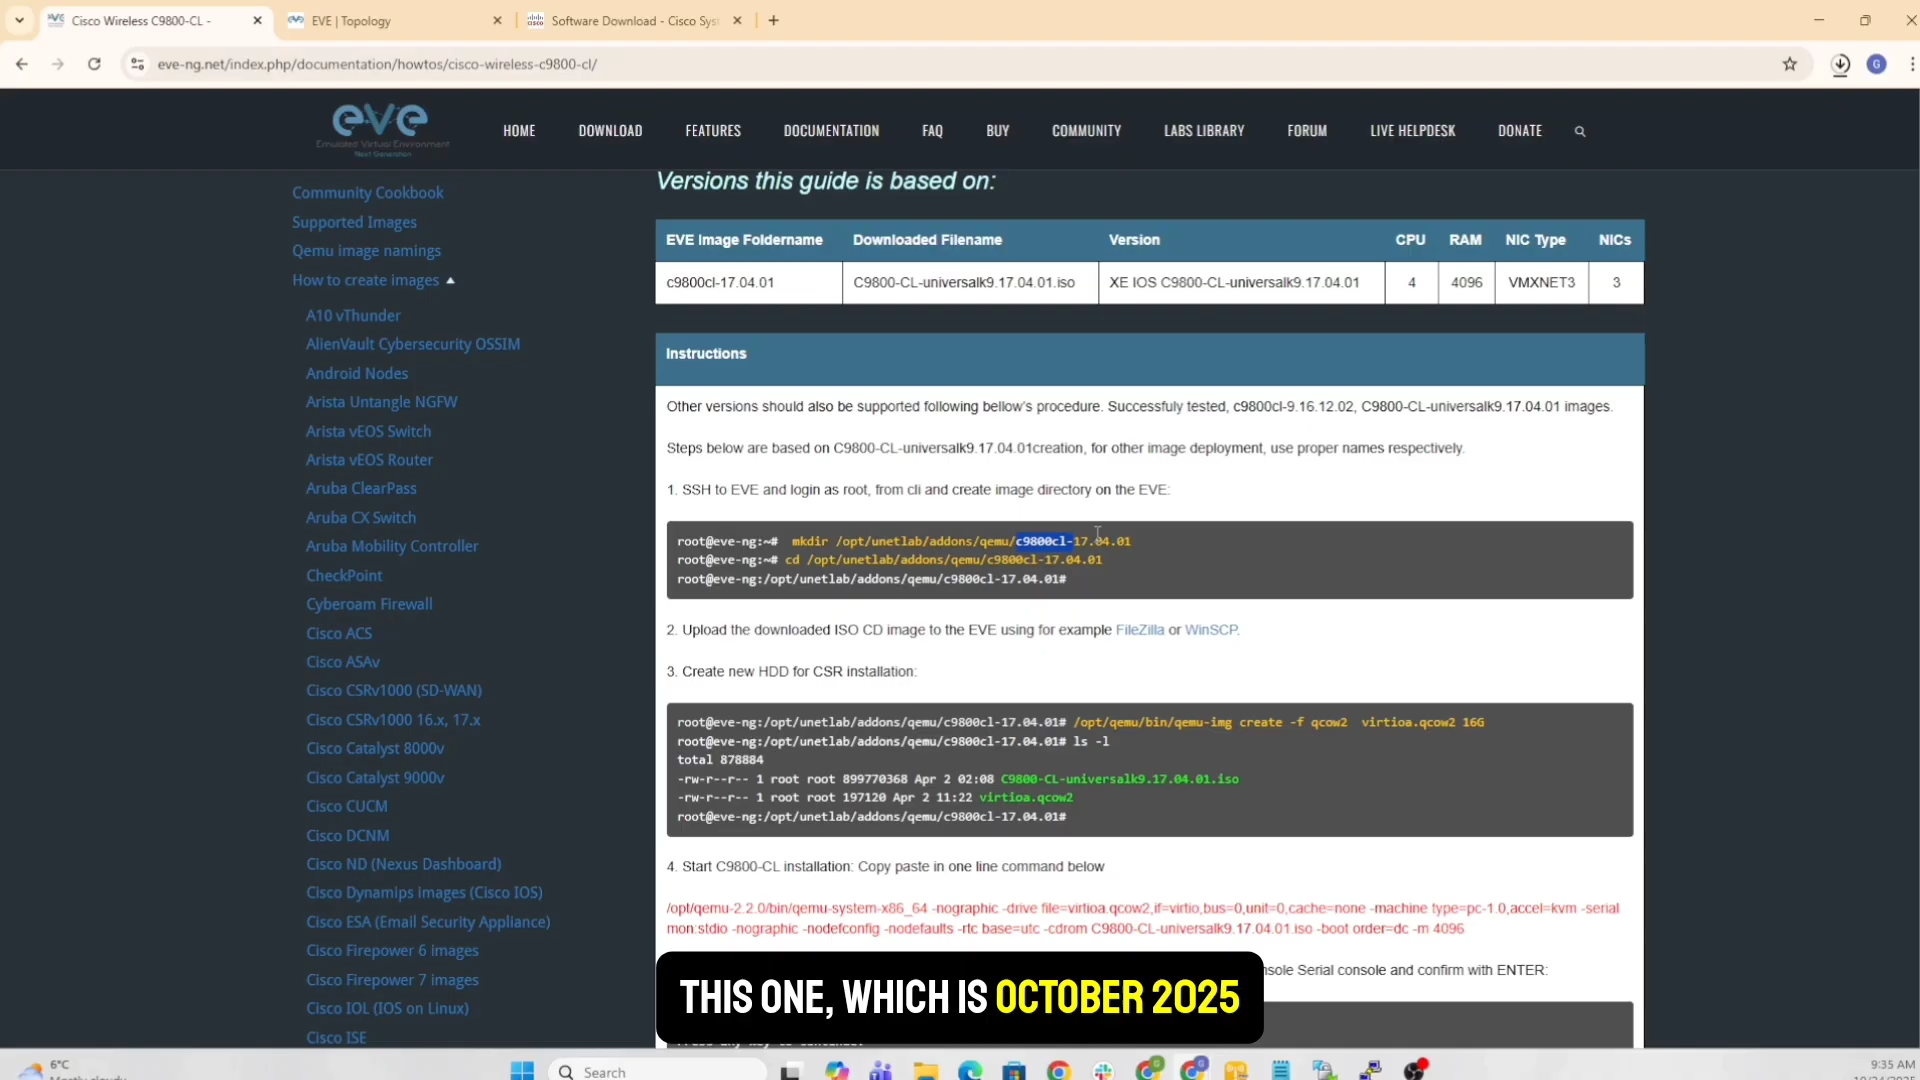 Cisco Wireless C9800-CL -
EVE | Topology
Software Download - Cisco Sys
eve-ng.net/index.php/documentation/howtos/cisco-wireless-c9800-cl/
G
eve
Emulated Virtual Environment
Next Generation
HOME
DOWNLOAD
FEATURES
DOCUMENTATION
FAQ
BUY
COMMUNITY
LABS LIBRARY
FORUM
LIVE HELPDESK
DONATE
Community Cookbook
Supported Images
Qemu image namings
How to create images
A10 vThunder
AlienVault Cybersecurity OSSIM
Android Nodes
Arista Untangle NGFW
Arista vEOS Switch
Arista vEOS Router
Aruba ClearPass
Aruba CX Switch
Aruba Mobility Controller
CheckPoint
Cyberoam Firewall
Cisco ACS
Cisco ASAv
Cisco CSRv1000 (SD-WAN)
Cisco CSRv1000 16.x, 17.x
Cisco Catalyst 8000v
Cisco Catalyst 9000v
Cisco CUCM
Cisco DCNM
Cisco ND (Nexus Dashboard)
Cisco Dynamips images (Cisco IOS)
Cisco ESA (Email Security Appliance)
Cisco Firepower 6 images
Cisco Firepower 7 images
Cisco IOL (IOS on Linux)
Cisco ISE
Versions this guide is based on:
EVE Image Foldername Downloaded Filename Version CPU RAM NIC Type NICs
c9800cl-17.04.01 C9800-CL-universalk9.17.04.01.iso XE IOS C9800-CL-universalk9.17.04.01 4 4096 VMXNET3 3
Instructions
Other versions should also be supported following bellow's procedure. Successfuly tested, c9800cl-9.16.12.02, C9800-CL-universalk9.17.04.01 images.
Steps below are based on C9800-CL-universalk9.17.04.01creation, for other image deployment, use proper names respectively.
1. SSH to EVE and login as root, from cli and create image directory on the EVE:
root@eve-ng:~# mkdir /opt/unetlab/addons/qemu/c9800cl-17.04.01
root@eve-ng:~# cd /opt/unetlab/addons/qemu/c9800cl-17.04.01
root@eve-ng:/opt/unetlab/addons/qemu/c9800cl-17.04.01#
2. Upload the downloaded ISO CD image to the EVE using for example FileZilla or WinSCP.
3. Create new HDD for CSR installation:
root@eve-ng:/opt/unetlab/addons/qemu/c9800cl-17.04.01# /opt/qemu/bin/qemu-img create -f qcow2 virtioa.qcow2 16G
root@eve-ng:/opt/unetlab/addons/qemu/c9800cl-17.04.01# ls -l
total 878884
-rw-r--r-- 1 root root 899770368 Apr 2 02:08 C9800-CL-universalk9.17.04.01.iso
-rw-r--r-- 1 root root 197120 Apr 2 11:22 virtioa.qcow2
root@eve-ng:/opt/unetlab/addons/qemu/c9800cl-17.04.01#
4. Start C9800-CL installation: Copy paste in one line command below
/opt/qemu-2.2.0/bin/qemu-system-x86_64 -nographic -drive file=virtioa.qcow2,if=virtio,bus=0,unit=0,cache=none -machine type=pc-1.0,accel=kvm -serial
mon:stdio -nographic -nodefconfig -nodefaults -rtc base=utc -cdrom C9800-CL-universalk9.17.04.01.iso -boot order=dc -m 4096
nsole Serial console and confirm with ENTER:
THIS ONE, WHICH IS OCTOBER 2025
6°C
Search
9:35 AM